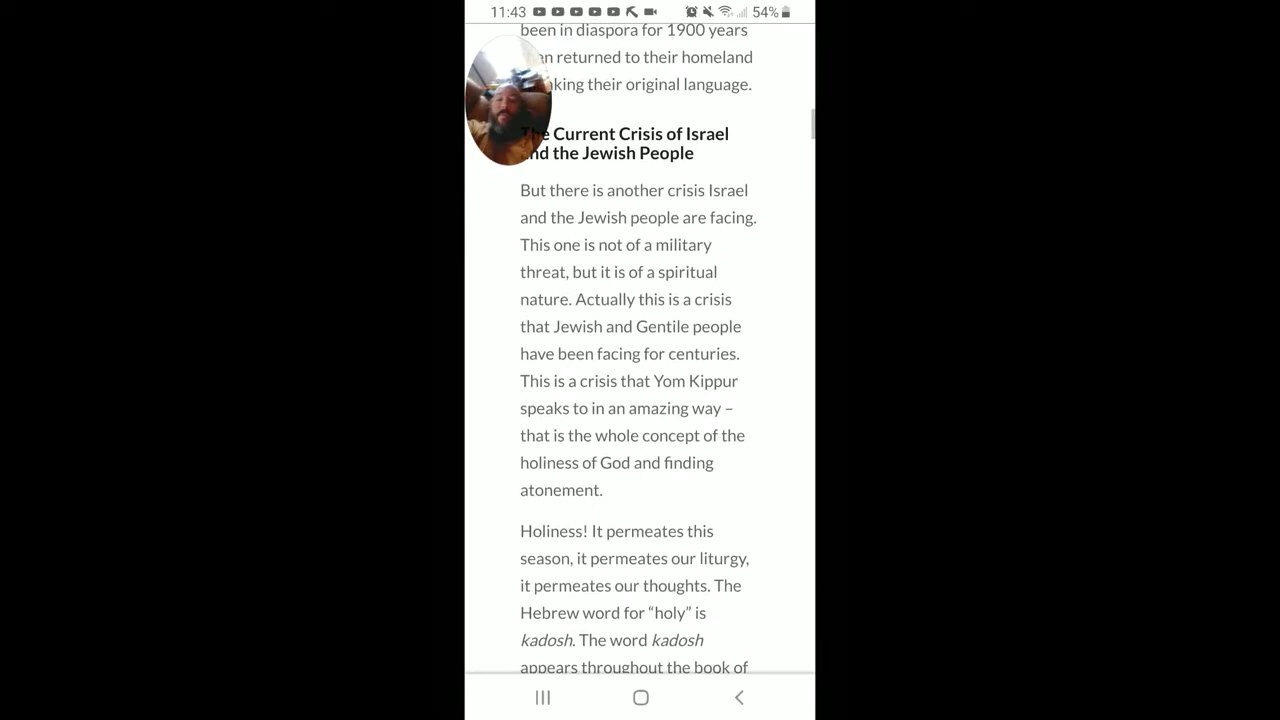 11:43 54%
been in diaspora for 1900 years
returned to their homeland
their original language.
The Current Crisis of Israel
and the Jewish People
But there is another crisis Israel
and the Jewish people are facing.
This one is not of a military
threat, but it is of a spiritual
nature. Actually this is a crisis
that Jewish and Gentile people
have been facing for centuries.
This is a crisis that Yom Kippur
speaks to in an amazing way –
that is the whole concept of the
holiness of God and finding
atonement.
Holiness! It permeates this
season, it permeates our liturgy,
it permeates our thoughts. The
Hebrew word for “holy” is
kadosh. The word kadosh
appears throughout the book of